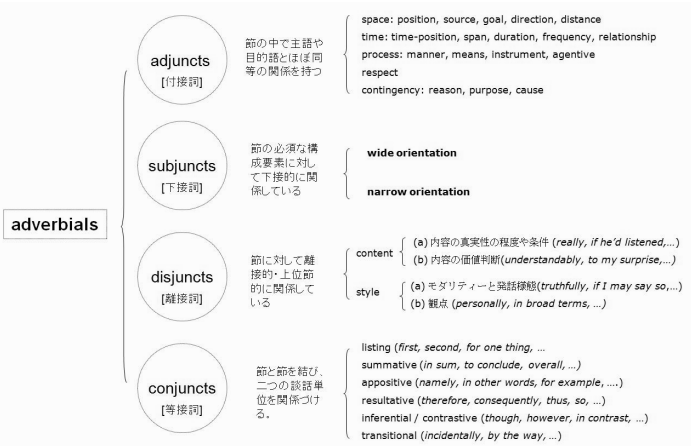 adverbials
adjuncts
[付接詞]
節の中で主語や
目的語とほぼ同
等の関係を持つ
space: position, source, goal, direction, distance
time: time-position, span, duration, frequency, relationship
process: manner, means, instrument, agentive
respect
contingency: reason, purpose, cause
subjuncts
[下接詞]
節の必須な構
成要素に対し
て下接的に関
係している
wide orientation
narrow orientation
disjuncts
[離接詞]
節に対して離
接的・上位節
的に関係して
いる
content
(a) 内容の真実性の程度や条件 (really, if he'd listened,…)
(b) 内容の価値判断(understandably, to my surprise,…)
style
(a) モダリティーと発話様態(truthfully, if I may say so,…)
(b) 観点 (personally, in broad terms, …)
conjuncts
[等接詞]
節と節を結び、
二つの談話単
位を関係づけ
る。
listing (first, second, for one thing, …
summative (in sum, to conclude, overall, …)
appositive (namely, in other words, for example, ….)
resultative (therefore, consequently, thus, so, …)
inferential / contrastive (though, however, in contrast, …)
transitional (incidentally, by the way, …)